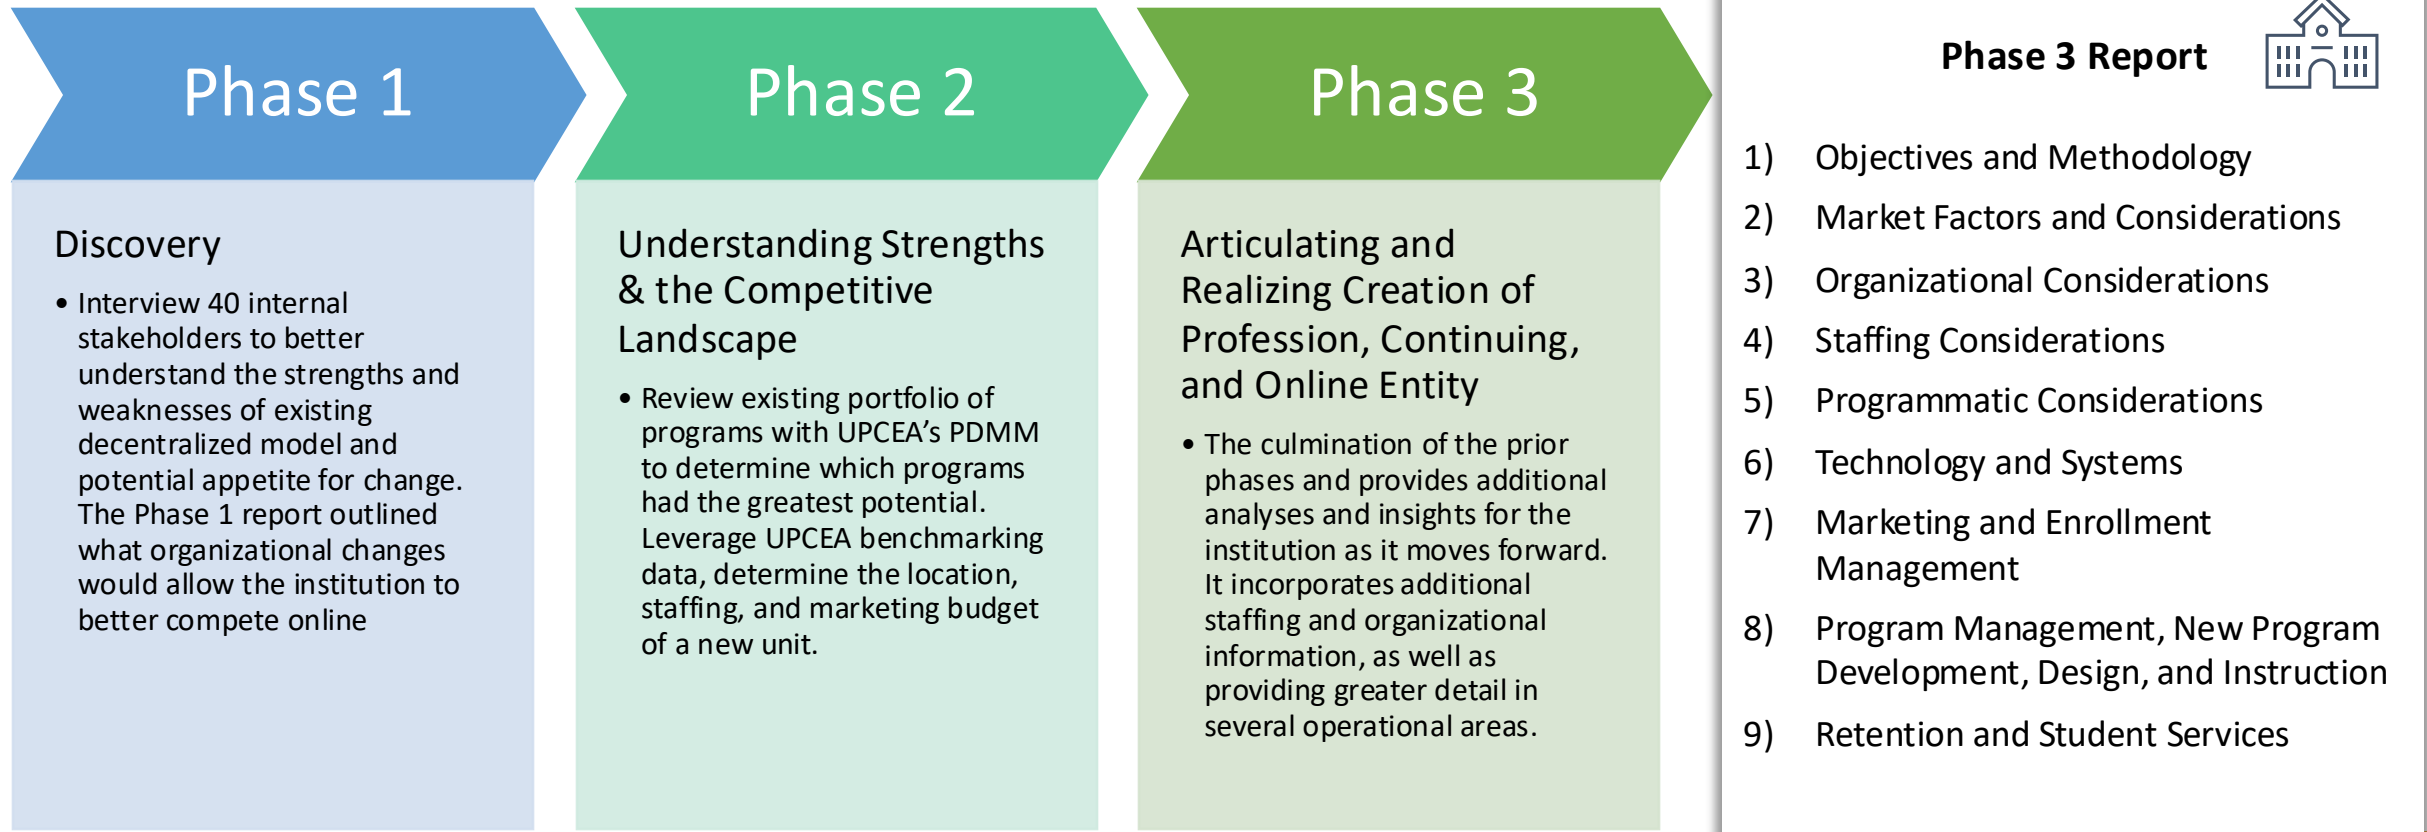 Phase 1
Discovery
• Interview 40 internal
stakeholders to better
understand the strengths and
weaknesses of existing
decentralized model and
potential appetite for change.
The Phase 1 report outlined
what organizational changes
would allow the institution to
better compete online
Phase 2
Understanding Strengths
& the Competitive
Landscape
• Review existing portfolio of
programs with UPCEA’s PDMM
to determine which programs
had the greatest potential.
Leverage UPCEA benchmarking
data, determine the location,
staffing, and marketing budget
of a new unit.
Phase 3
Articulating and
Realizing Creation of
Profession, Continuing,
and Online Entity
• The culmination of the prior
phases and provides additional
analyses and insights for the
institution as it moves forward.
It incorporates additional
staffing and organizational
information, as well as
providing greater detail in
several operational areas.
Phase 3 Report
1) Objectives and Methodology
2) Market Factors and Considerations
3) Organizational Considerations
4) Staffing Considerations
5) Programmatic Considerations
6) Technology and Systems
7) Marketing and Enrollment
Management
8) Program Management, New Program
Development, Design, and Instruction
9) Retention and Student Services